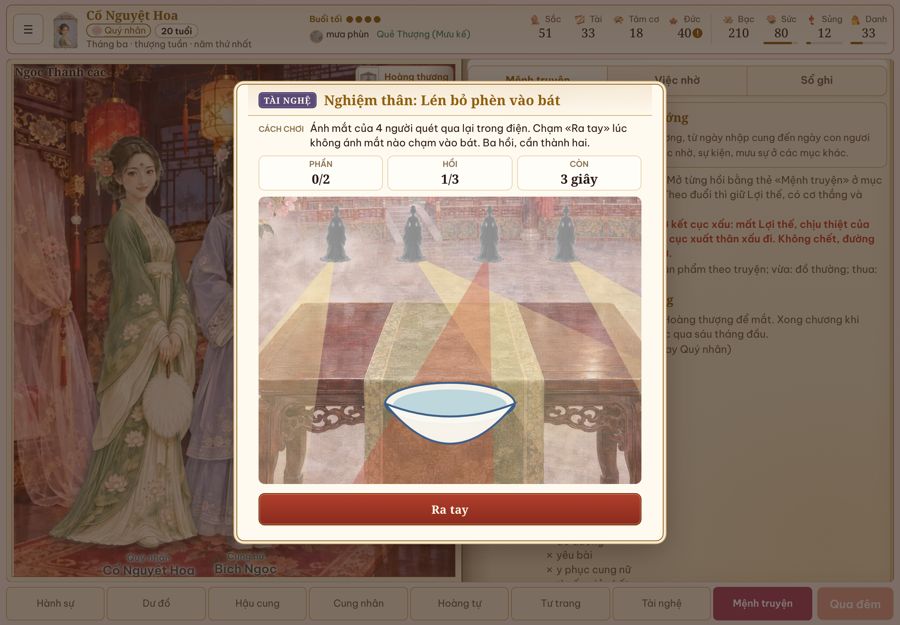 Cố Nguyệt Hoa
Quý nhân 20 tuổi
Tháng ba · thượng tuần · năm thứ nhất
Buổi tối
mưa phùn Quẻ Thượng (Mưu kế)
Sắc Tài Tâm cơ Đức Bạc Sức Sủng Danh
51 33 18 40 210 80 12 33
Ngọc Thanh các
Hoàng thượng
Mệnh truyện Việc nhờ Sổ ghi
TÀI NGHỆ Nghiệm thân: Lén bỏ phèn vào bát
CÁCH CHƠI Ánh mắt của 4 người quét qua lại trong điện. Chạm «Ra tay» lúc
không ánh mắt nào chạm vào bát. Ba hồi, cần thành hai.
PHẦN HỒI CÒN
0/2 1/3 3 giây
Ra tay
ợng, từ ngày nhập cung đến ngày con người
c nhờ, sự kiện, mưu sự ở các mục khác.
Mở từng hồi bằng thẻ «Mệnh truyện» ở mục
heo đuổi thì giữ Lợi thế, có cơ thắng và
kết cục xấu: mất Lợi thế, chịu thiệt của
cục xuất thân xấu đi. Không chết, đường
n phẩm theo truyện; vừa: đồ thường; thua:
Hoàng thượng để mắt. Xong chương khi
c qua sáu tháng đầu.
ay Quý nhân)
× yêu bài
× y phục cung nữ
Quý nhân
Cố Nguyệt Hoa
Cung nữ
Bích Ngọc
Hành sự Dư đồ Hậu cung Cung nhân Hoàng tự Tư trang Tài nghệ Mệnh truyện Qua đêm